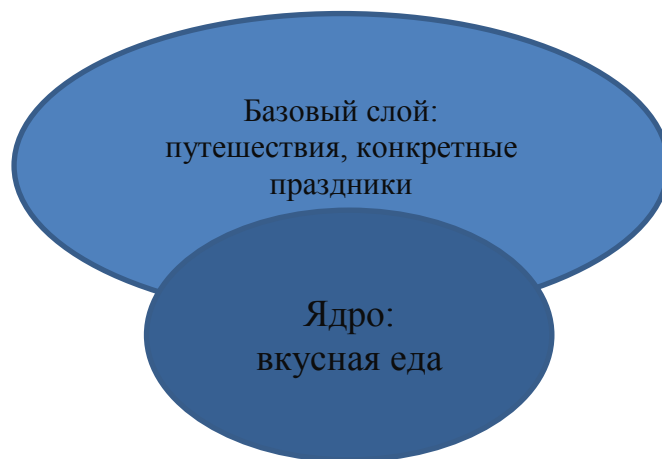 Базовый слой:
путешествия, конкретные
праздники
Ядро:
вкусная еда